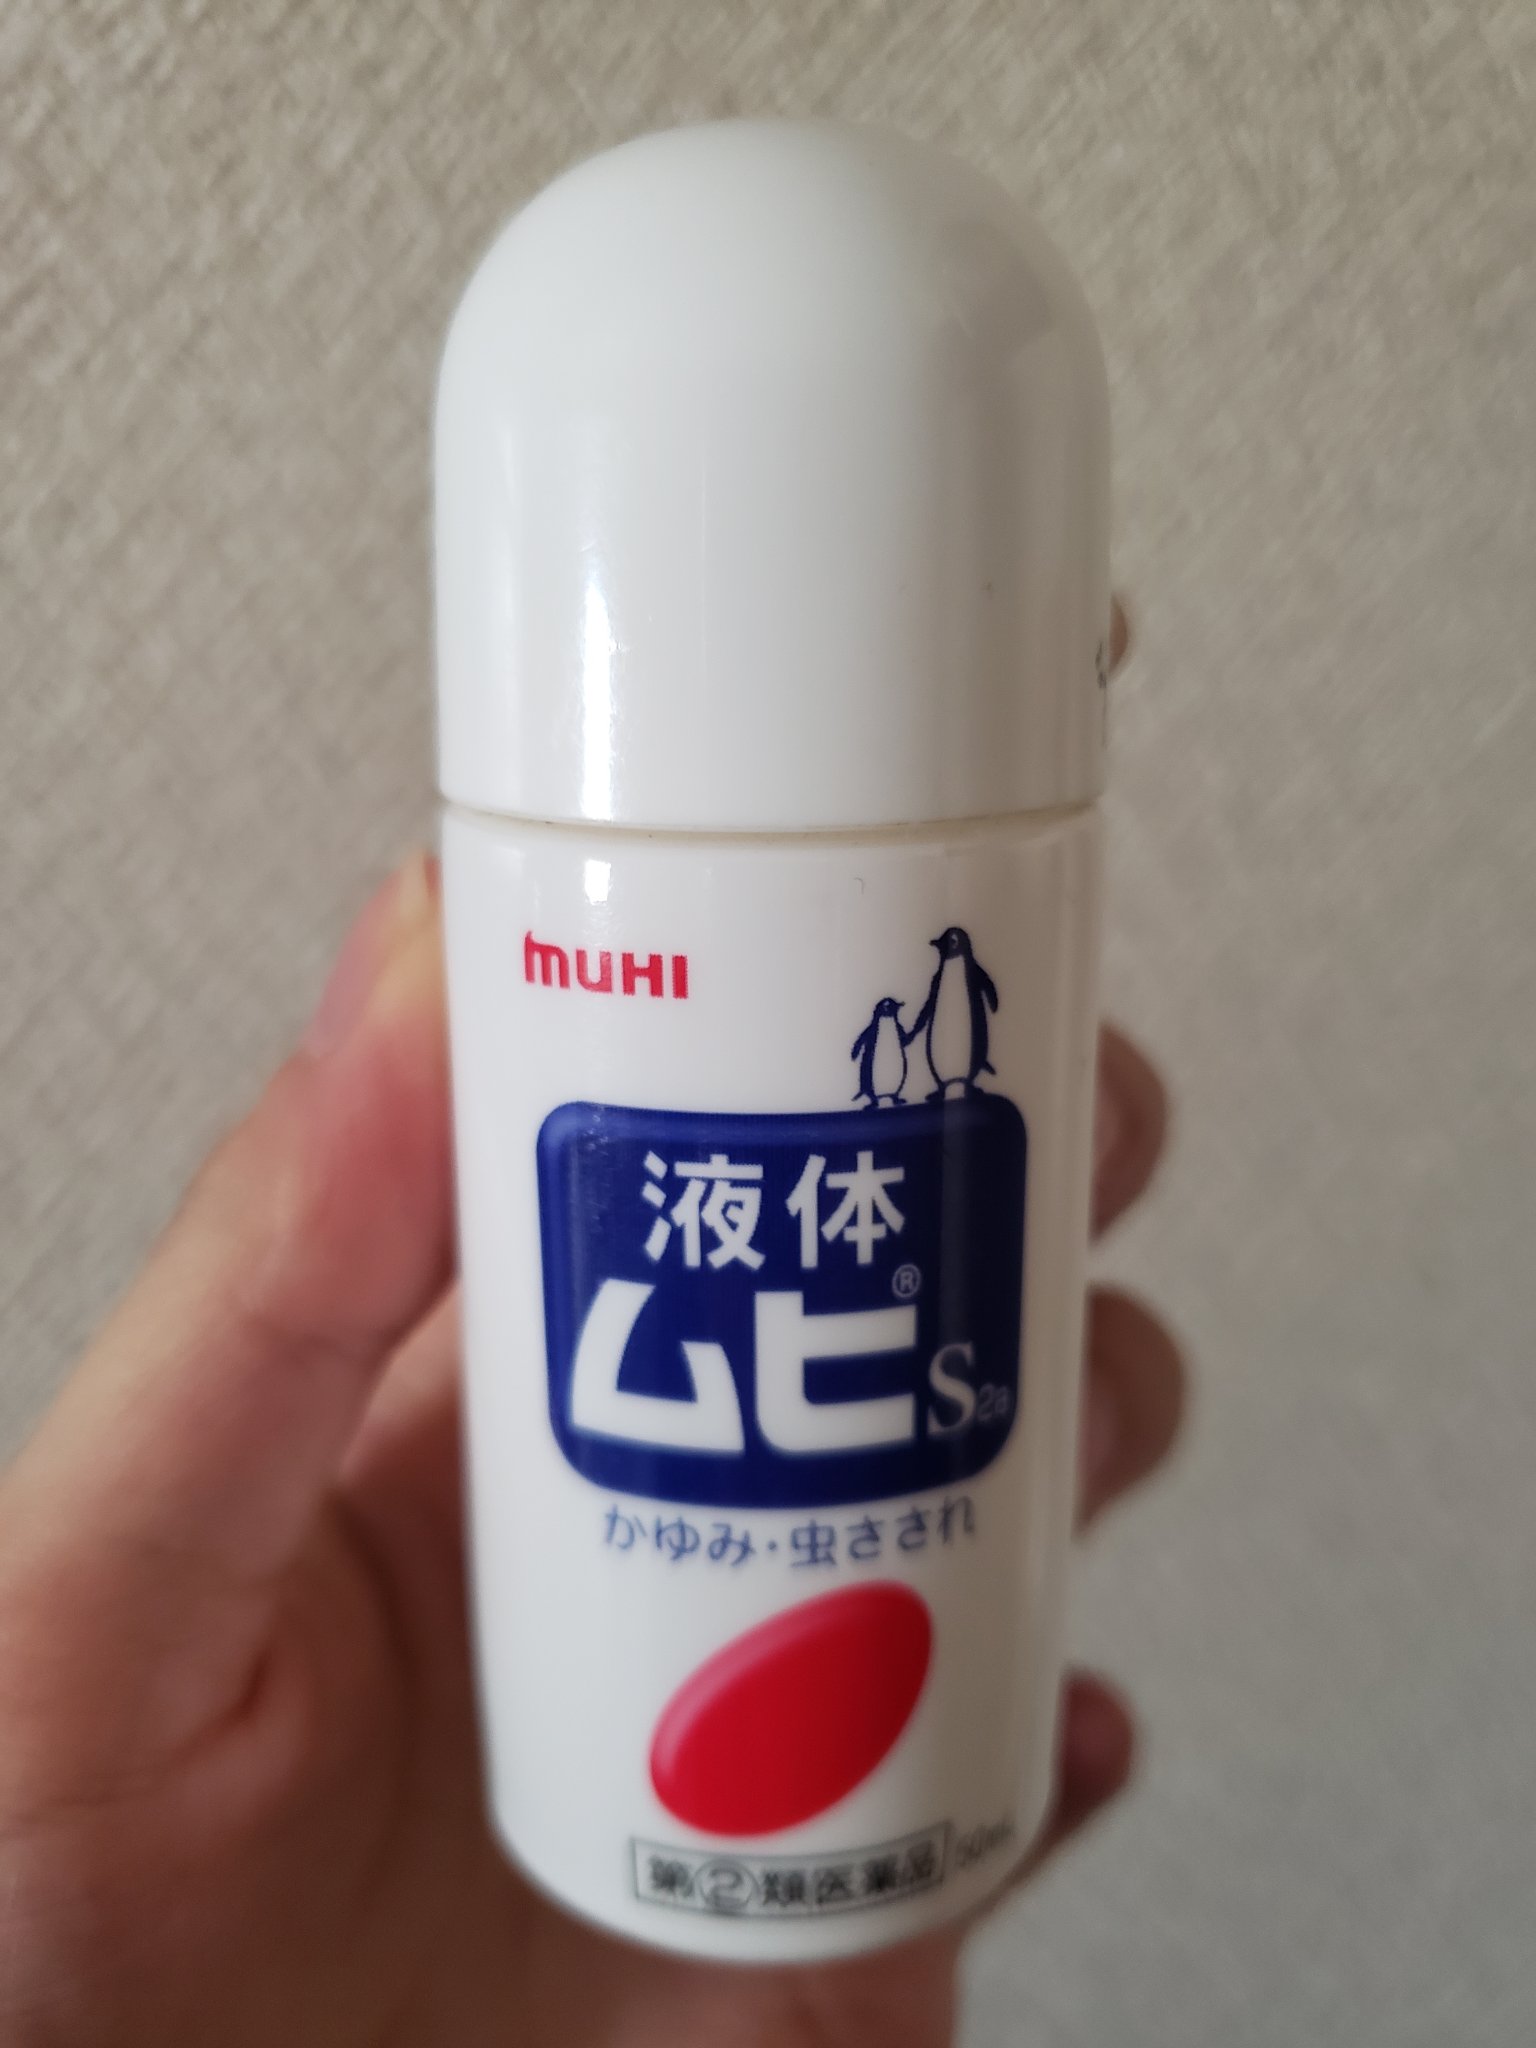 MUHI
液体
ムヒ®S2a
かゆみ・虫さされ
第②類医薬品 50mL